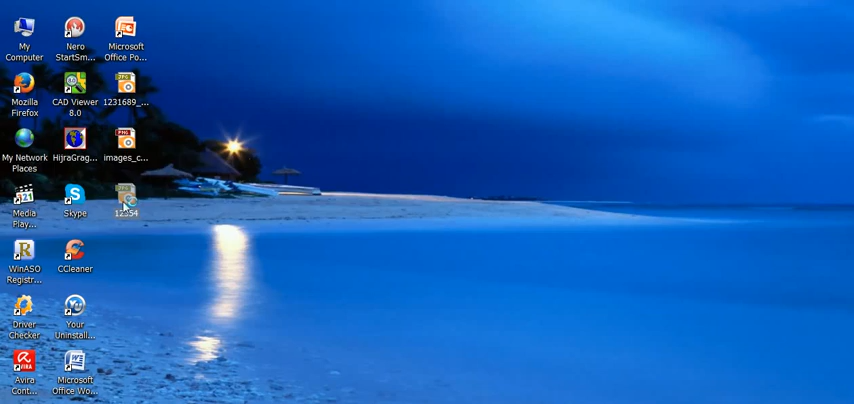 My
Computer
Nero
StartSm...
Microsoft
Office Po...
Mozilla
Firefox
CAD Viewer
8.0
1231689_...
My Network
Places
HijraGrag...
images_c...
Media
Play...
Skype
12354
WinASO
Registr...
CCleaner
Driver
Checker
Your
Uninstall...
Avira
Cont...
Microsoft
Office Wo...